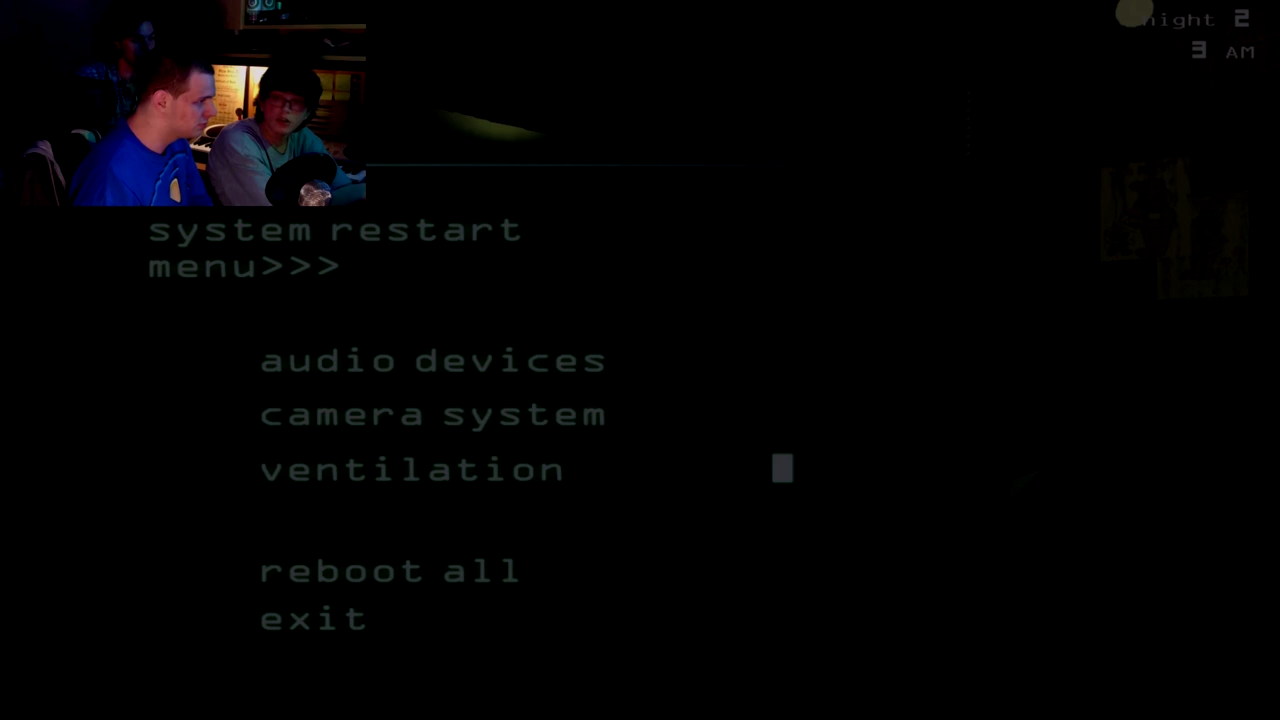 night 2
3 AM
system restart
menu>>>
audio devices
camera system
ventilation
reboot all
exit